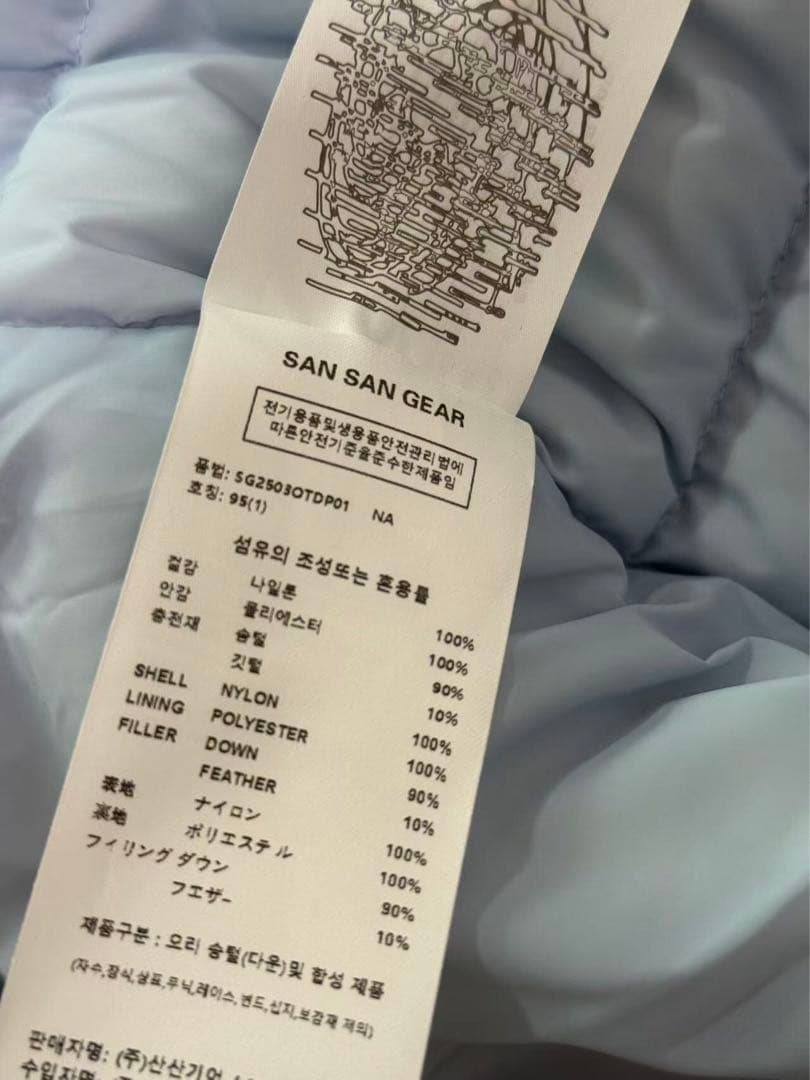 SAN SAN GEAR
전기용품및생용품안전관리법에
따른안전기준을준수한제품임
품번: SG2503OTDP01 NA
호칭: 95(1)
섬유의 조성또는 혼용률
겉감 나일론 100%
안감 폴리에스터 100%
충전재 솜털 90%
깃털 10%
SHELL NYLON 100%
LINING POLYESTER 100%
FILLER DOWN 90%
FEATHER 10%
表地 ナイロン 100%
裏地 ポリエステル 100%
フィリング ダウン 90%
フエザー 10%
제품구분 : 오리 솜털(다운)및 합성 제품
(자수,장식,상표,무늬,레이스,밴드,심지,보강재 제외)
판매자명: (주)산산기업
수입자명: